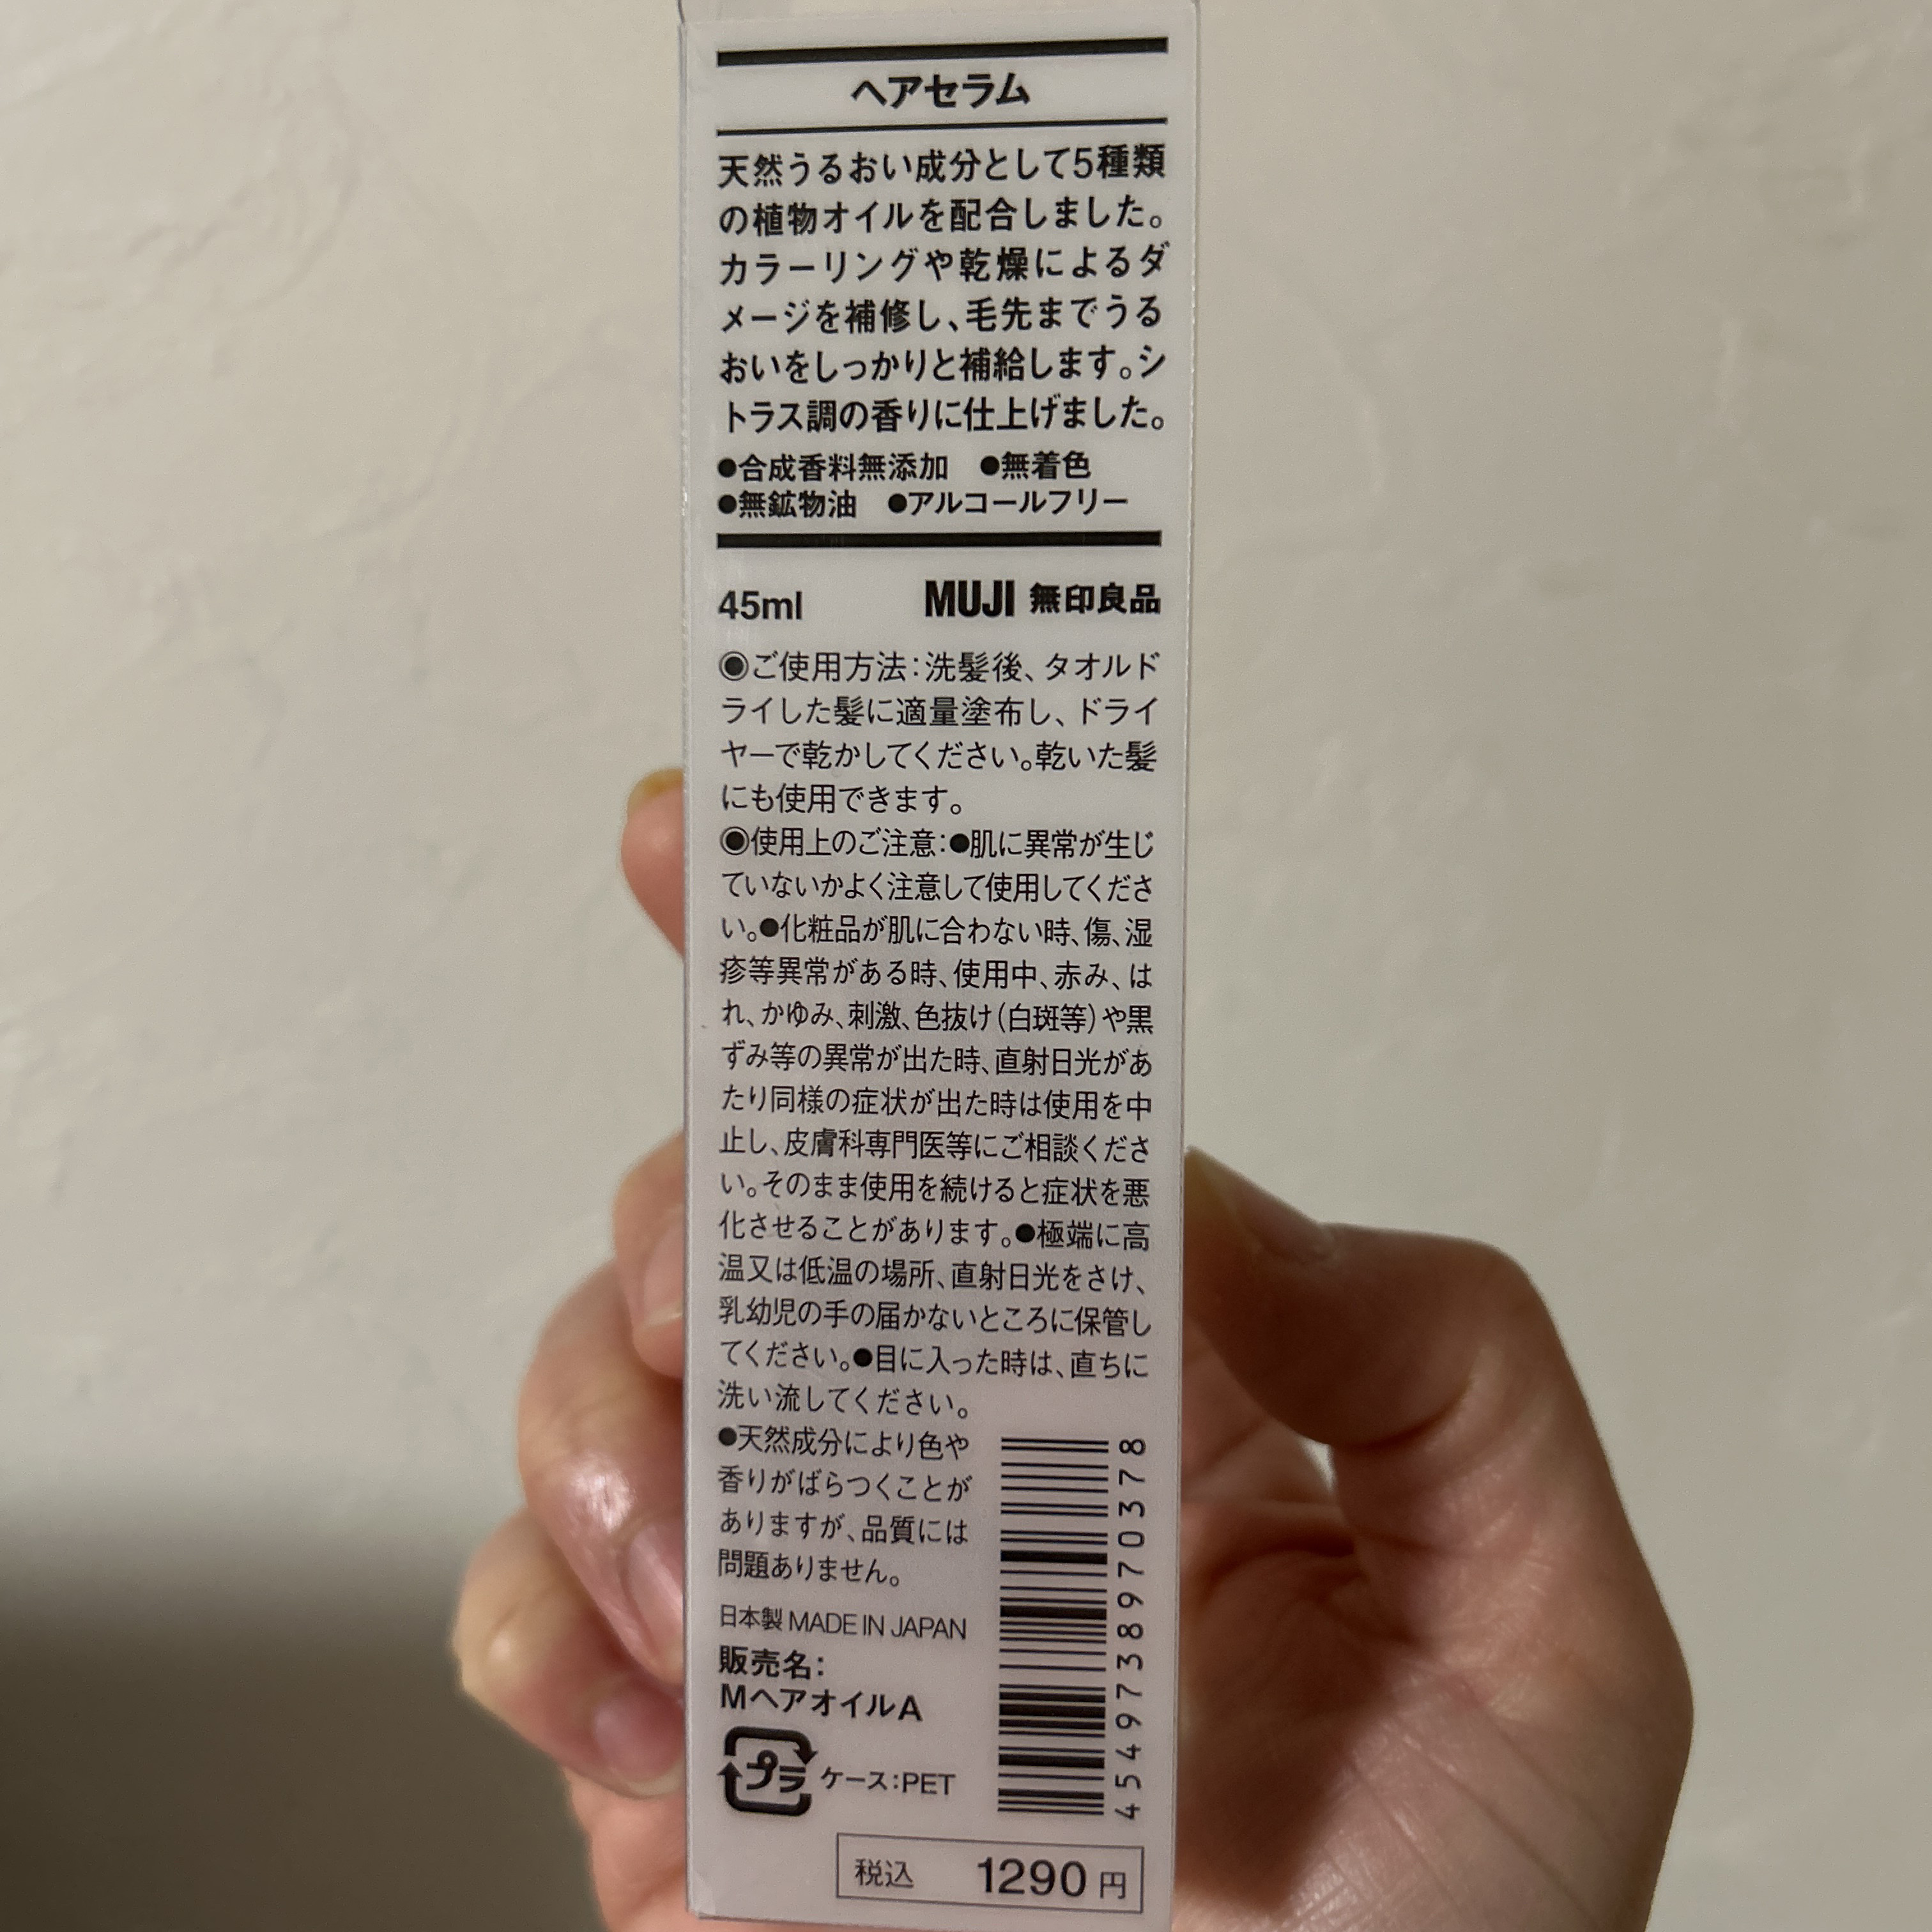 ヘアセラム
天然うるおい成分として5種類
の植物オイルを配合しました。
カラーリングや乾燥によるダ
メージを補修し、毛先までうる
おいをしっかりと補給します。シ
トラス調の香りに仕上げました。
●合成香料無添加 ●無着色
●無鉱物油 ●アルコールフリー
45ml MUJI 無印良品
◉ご使用方法：洗髪後、タオルド
ライした髪に適量塗布し、ドライ
ヤーで乾かしてください。乾いた髪
にも使用できます。
◉使用上のご注意：●肌に異常が生じ
ていないかよく注意して使用してくださ
い。●化粧品が肌に合わない時、傷、湿
疹等異常がある時、使用中、赤み、は
れ、かゆみ、刺激、色抜け（白斑等）や黒
ずみ等の異常が出た時、直射日光があ
たり同様の症状が出た時は使用を中
止し、皮膚科専門医等にご相談くださ
い。そのまま使用を続けると症状を悪
化させることがあります。●極端に高
温又は低温の場所、直射日光をさけ、
乳幼児の手の届かないところに保管し
てください。●目に入った時は、直ちに
洗い流してください。
●天然成分により色や
香りがばらつくことが
ありますが、品質には
問題ありません。
日本製 MADE IN JAPAN
販売名：
MヘアオイルA
プラ ケース：PET
4549738970378
税込 1290円